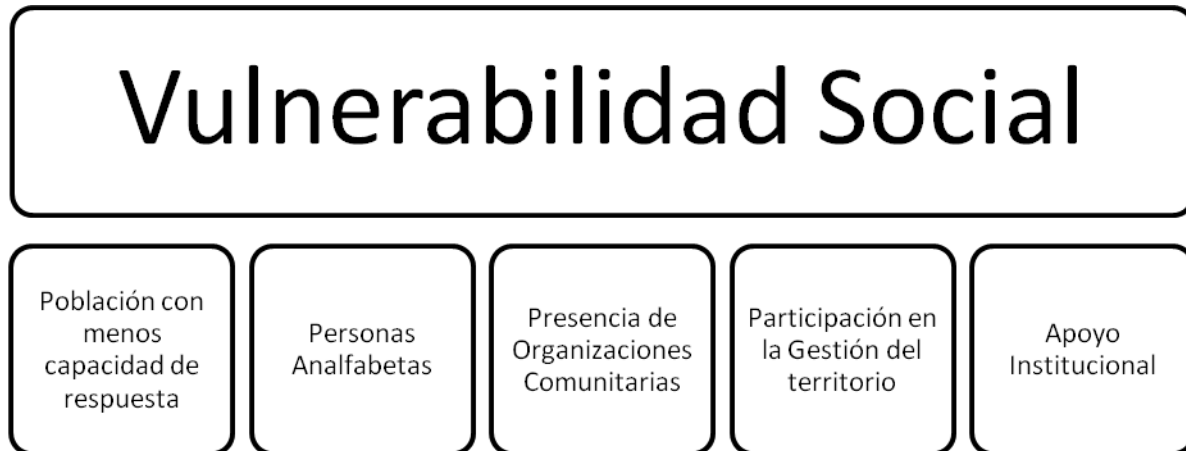 Vulnerabilidad Social
Población con
menos
capacidad de
respuesta
Personas
Analfabetas
Presencia de
Organizaciones
Comunitarias
Participación en
la Gestión del
territorio
Apoyo
Institucional